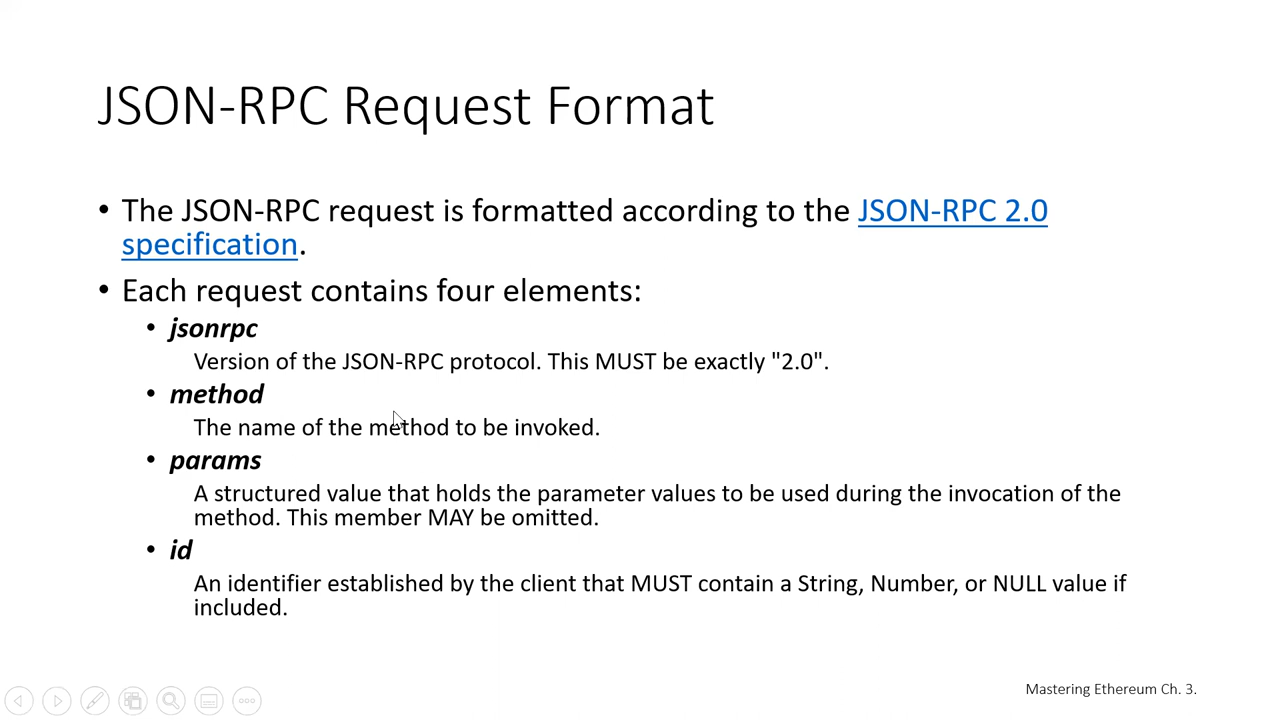 JSON-RPC Request Format
• The JSON-RPC request is formatted according to the JSON-RPC 2.0
specification.
• Each request contains four elements:
• jsonrpc
Version of the JSON-RPC protocol. This MUST be exactly "2.0".
• method
The name of the method to be invoked.
• params
A structured value that holds the parameter values to be used during the invocation of the
method. This member MAY be omitted.
• id
An identifier established by the client that MUST contain a String, Number, or NULL value if
included.
Mastering Ethereum Ch. 3.